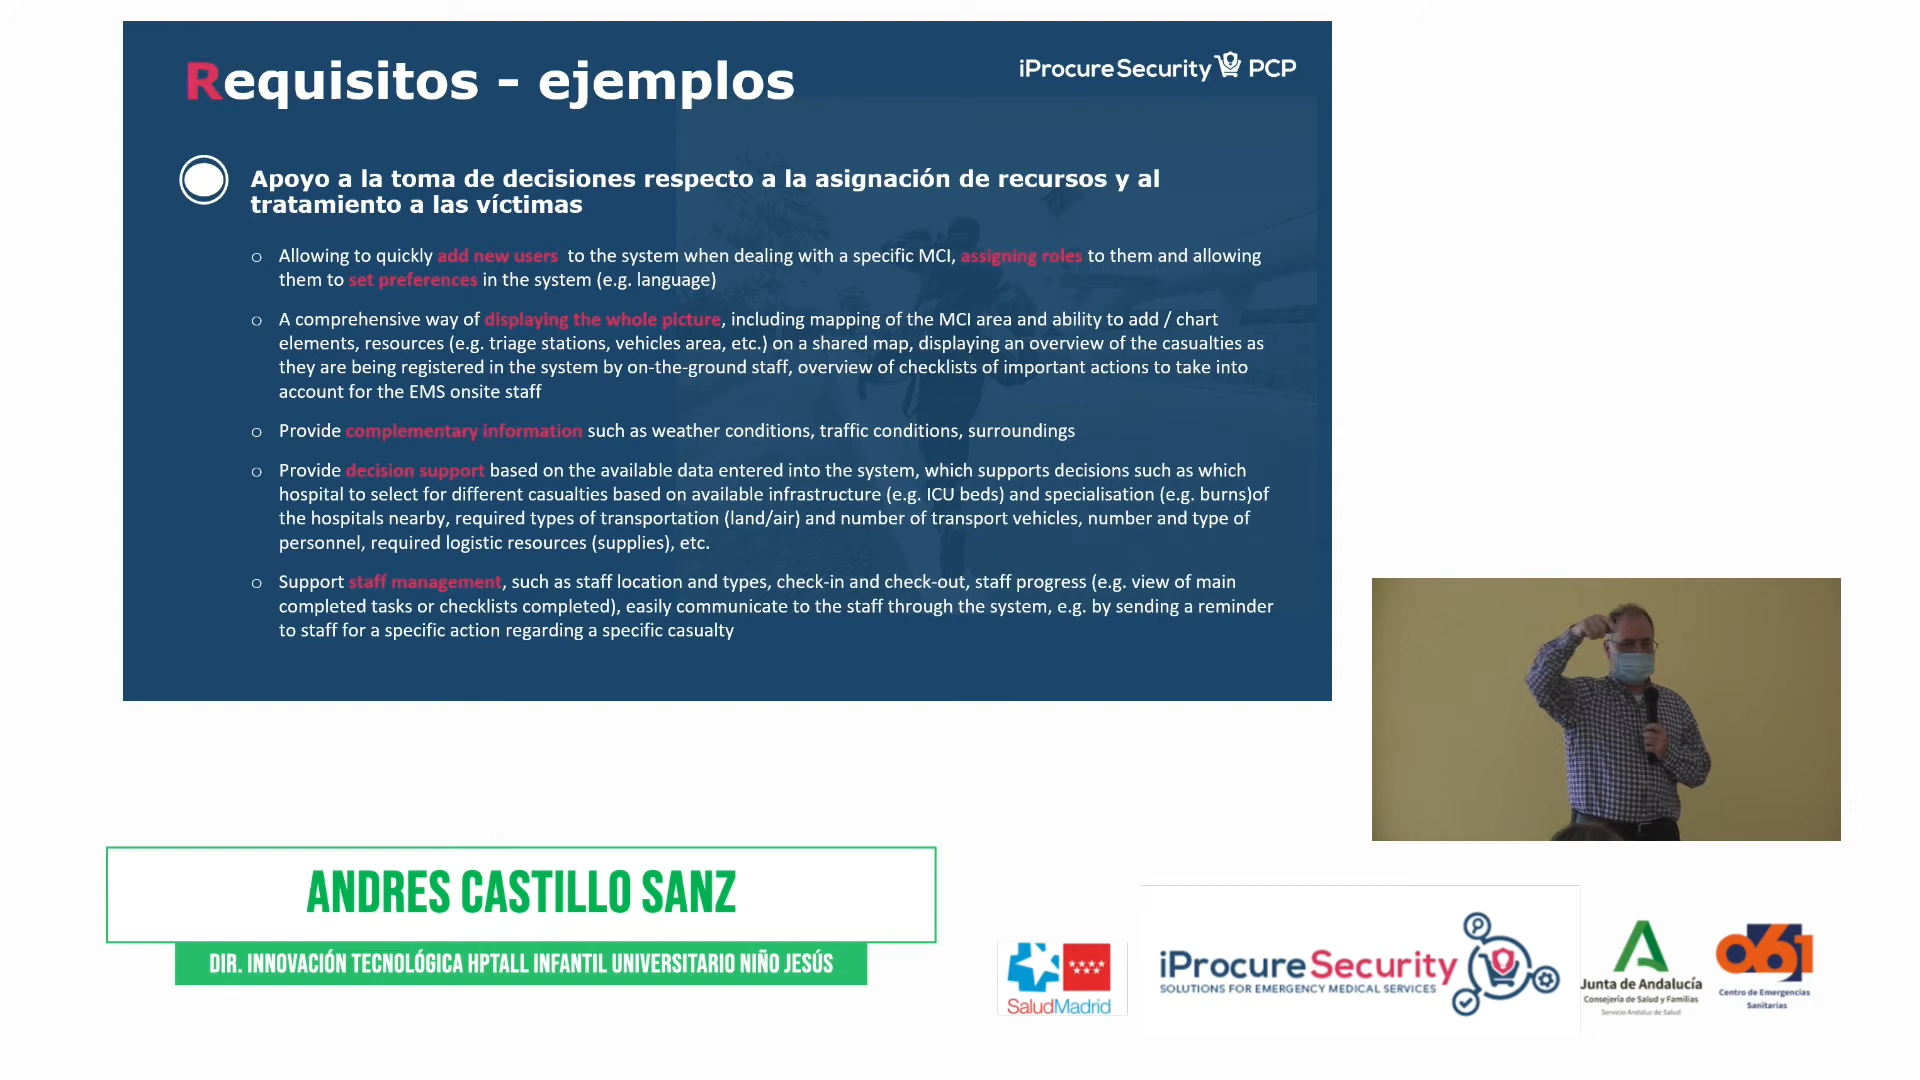 Requisitos - ejemplos
iProcureSecurity PCP
Apoyo a la toma de decisiones respecto a la asignación de recursos y al
tratamiento a las víctimas
o Allowing to quickly add new users to the system when dealing with a specific MCI, assigning roles to them and allowing
them to set preferences in the system (e.g. language)
o A comprehensive way of displaying the whole picture, including mapping of the MCI area and ability to add / chart
elements, resources (e.g. triage stations, vehicles area, etc.) on a shared map, displaying an overview of the casualties as
they are being registered in the system by on-the-ground staff, overview of checklists of important actions to take into
account for the EMS onsite staff
o Provide complementary information such as weather conditions, traffic conditions, surroundings
o Provide decision support based on the available data entered into the system, which supports decisions such as which
hospital to select for different casualties based on available infrastructure (e.g. ICU beds) and specialisation (e.g. burns)of
the hospitals nearby, required types of transportation (land/air) and number of transport vehicles, number and type of
personnel, required logistic resources (supplies), etc.
o Support staff management, such as staff location and types, check-in and check-out, staff progress (e.g. view of main
completed tasks or checklists completed), easily communicate to the staff through the system, e.g. by sending a reminder
to staff for a specific action regarding a specific casualty
ANDRES CASTILLO SANZ
DIR. INNOVACIÓN TECNOLÓGICA HPTALL INFANTIL UNIVERSITARIO NIÑO JESÚS
SaludMadrid
iProcureSecurity
SOLUTIONS FOR EMERGENCY MEDICAL SERVICES
Junta de Andalucía
Consejería de Salud y Familias
Servicio Andaluz de Salud
061
Centro de Emergencias
Sanitarias